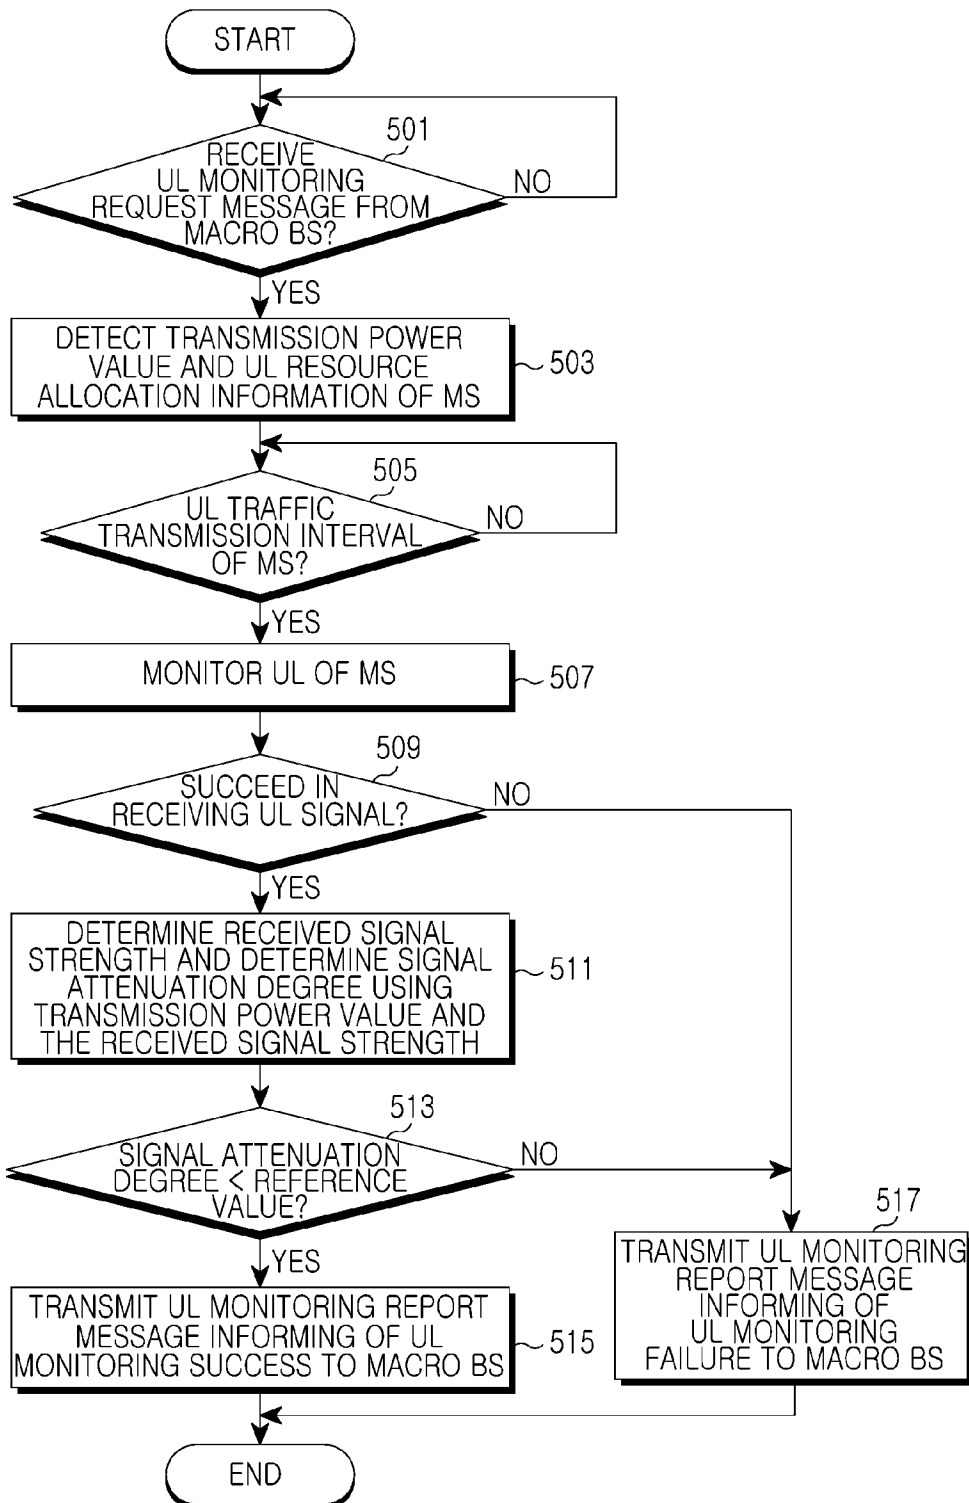 START
501
RECEIVE
UL MONITORING
REQUEST MESSAGE FROM
MACRO BS?
NO
YES
DETECT TRANSMISSION POWER
VALUE AND UL RESOURCE
ALLOCATION INFORMATION OF MS
503
505
UL TRAFFIC
TRANSMISSION INTERVAL
OF MS?
NO
YES
MONITOR UL OF MS
507
509
SUCCEED IN
RECEIVING UL SIGNAL?
NO
YES
DETERMINE RECEIVED SIGNAL
STRENGTH AND DETERMINE SIGNAL
ATTENUATION DEGREE USING
TRANSMISSION POWER VALUE AND
THE RECEIVED SIGNAL STRENGTH
511
513
SIGNAL ATTENUATION
DEGREE < REFERENCE
VALUE?
NO
YES
TRANSMIT UL MONITORING REPORT
MESSAGE INFORMING OF UL
MONITORING SUCCESS TO MACRO BS
515
517
TRANSMIT UL MONITORING
REPORT MESSAGE
INFORMING OF
UL MONITORING
FAILURE TO MACRO BS
END